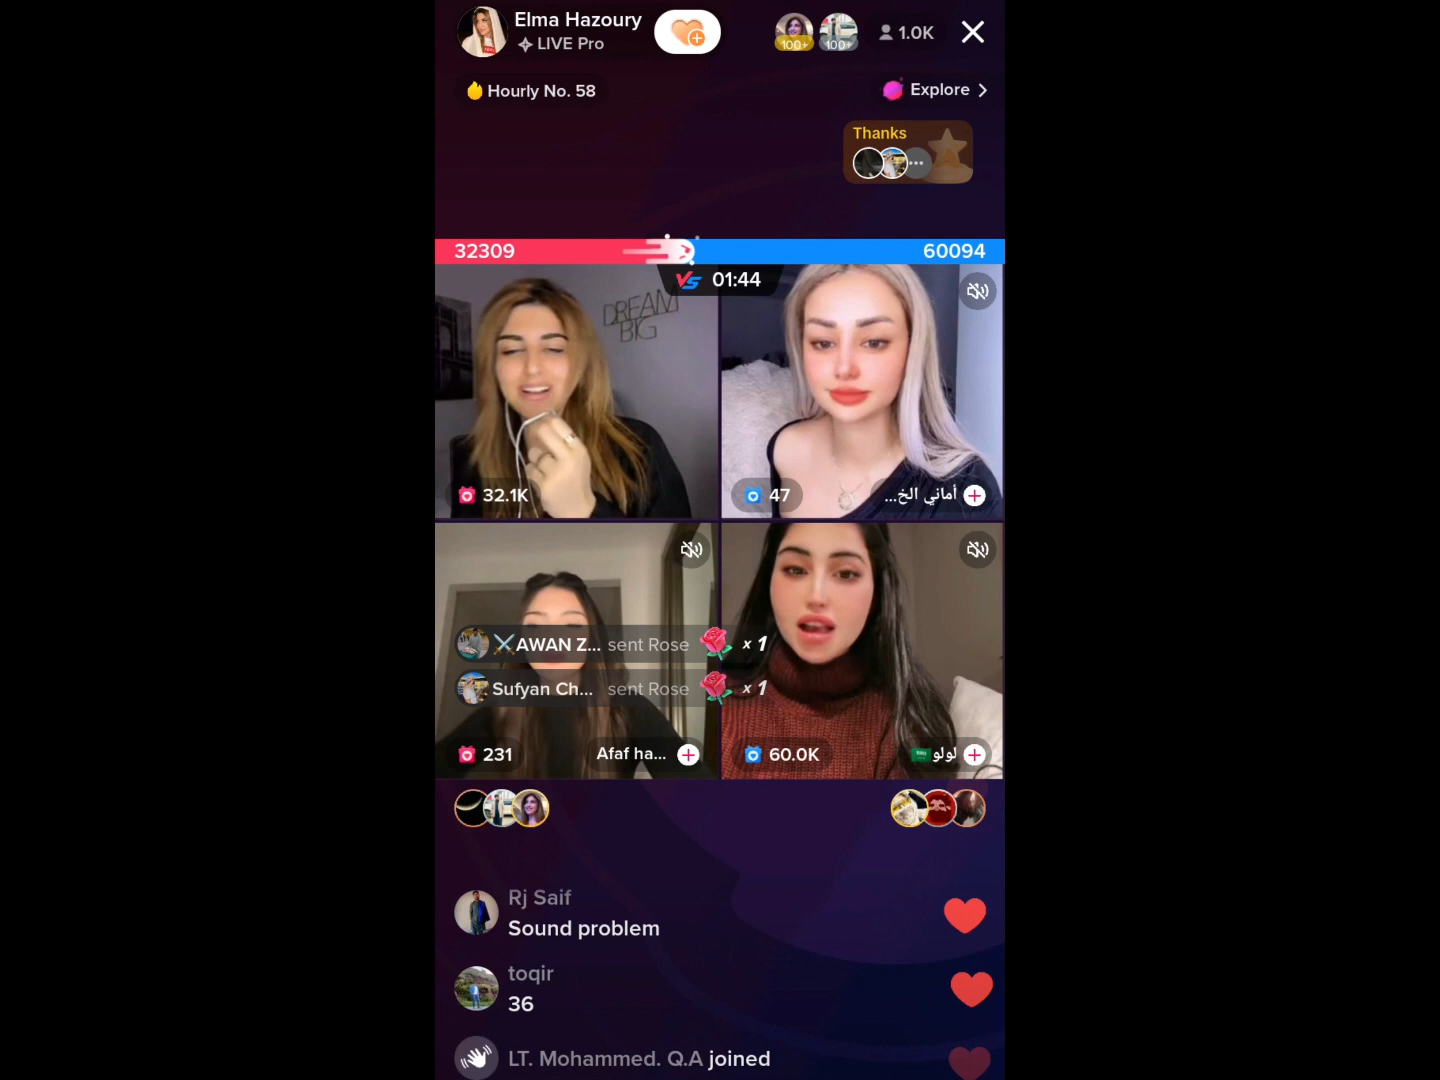 Elma Hazoury
LIVE Pro
100+
100+
1.0K
Hourly No. 58
Explore
Thanks
32309
60094
VS 01:44
DREAM
BIG
32.1K
47
أماني الخ...
AWAN Z... sent Rose x 1
Sufyan Ch... sent Rose x 1
231
Afaf ha...
60.0K
لولو
Rj Saif
Sound problem
toqir
36
LT. Mohammed. Q.A joined